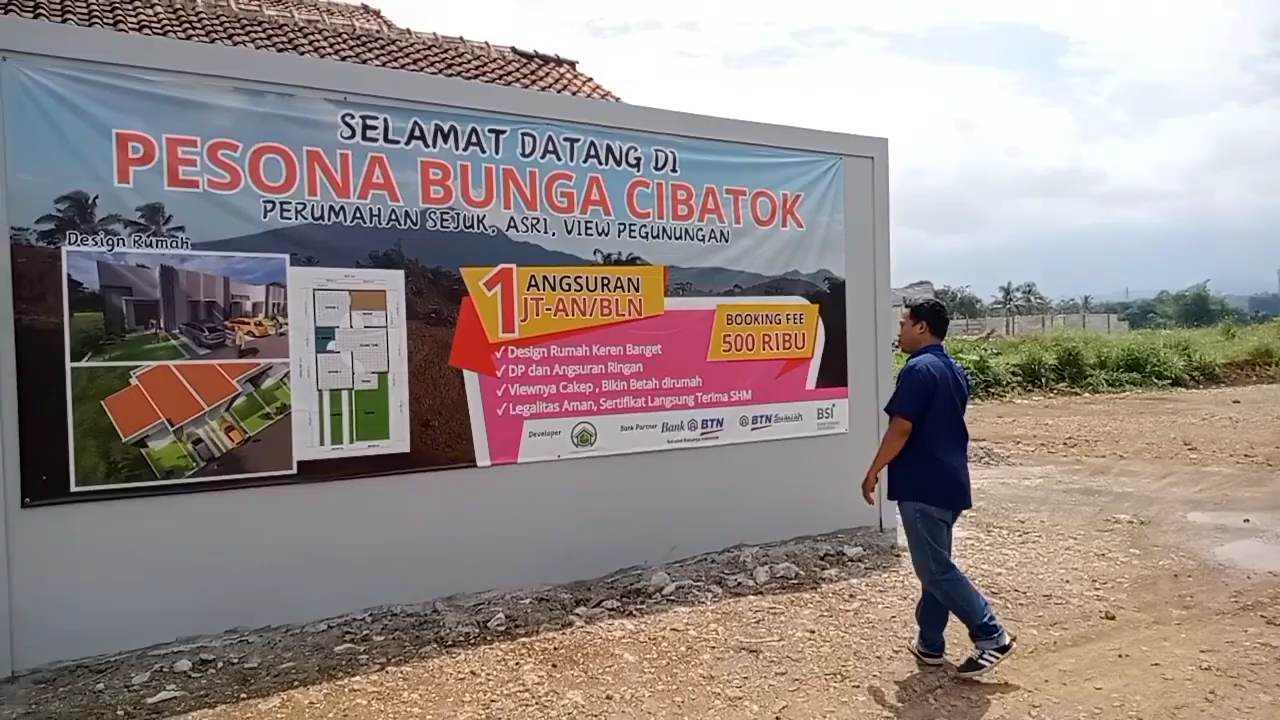 SELAMAT DATANG DI
PESONA BUNGA CIBATOK
PERUMAHAN SEJUK, ASRI, VIEW PEGUNUNGAN
Design Rumah
1 ANGSURAN
JT-AN/BLN
BOOKING FEE
500 RIBU
✓ Design Rumah Keren Banget
✓ DP dan Angsuran Ringan
✓ Viewnya Cakep , Bikin Betah dirumah
✓ Legalitas Aman, Sertifikat Langsung Terima SHM
Developer
Bank Partner
Bank BTN
BTN Syariah
BSI